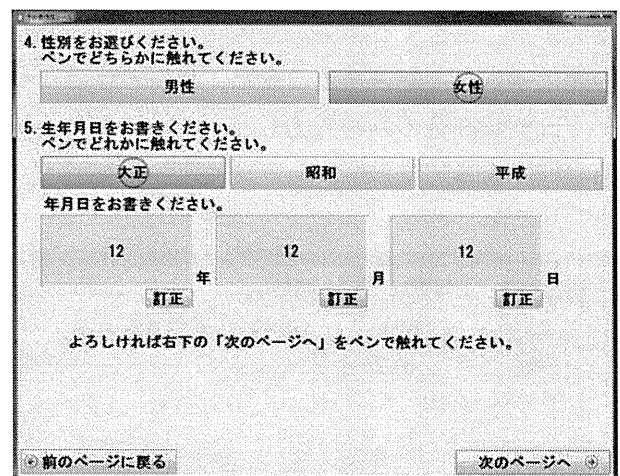 4. 性別をお選びください。
ペンでどちらかに触れてください。
男性 女性
5. 生年月日をお書きください。
ペンでどれかに触れてください。
大正 昭和 平成
年月日をお書きください。
12 年 12 月 12 日
訂正 訂正 訂正
よろしければ右下の「次のページへ」をペンで触れてください。
前のページに戻る 次のページへ